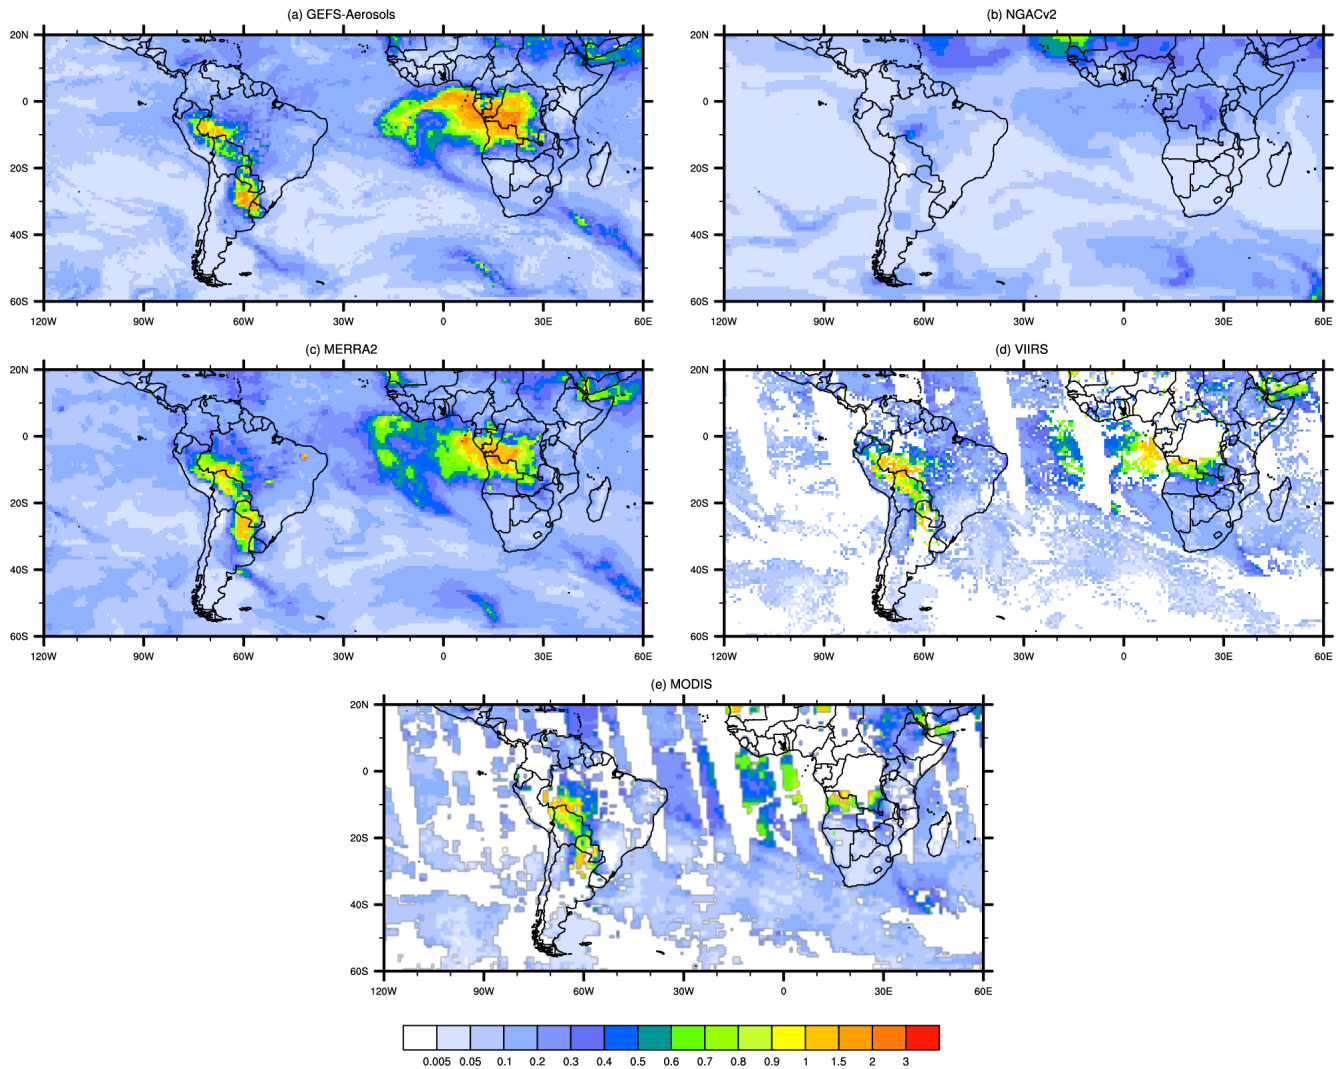 (a) GEFS-Aerosols
20N
0
20S
40S
60S
120W 90W 60W 30W 0 30E 60E
(b) NGACv2
20N
0
20S
40S
60S
120W 90W 60W 30W 0 30E 60E
(c) MERRA2
20N
0
20S
40S
60S
120W 90W 60W 30W 0 30E 60E
(d) VIIRS
20N
0
20S
40S
60S
120W 90W 60W 30W 0 30E 60E
(e) MODIS
20N
0
20S
40S
60S
120W 90W 60W 30W 0 30E 60E
0.005 0.05 0.1 0.2 0.3 0.4 0.5 0.6 0.7 0.8 0.9 1 1.5 2 3